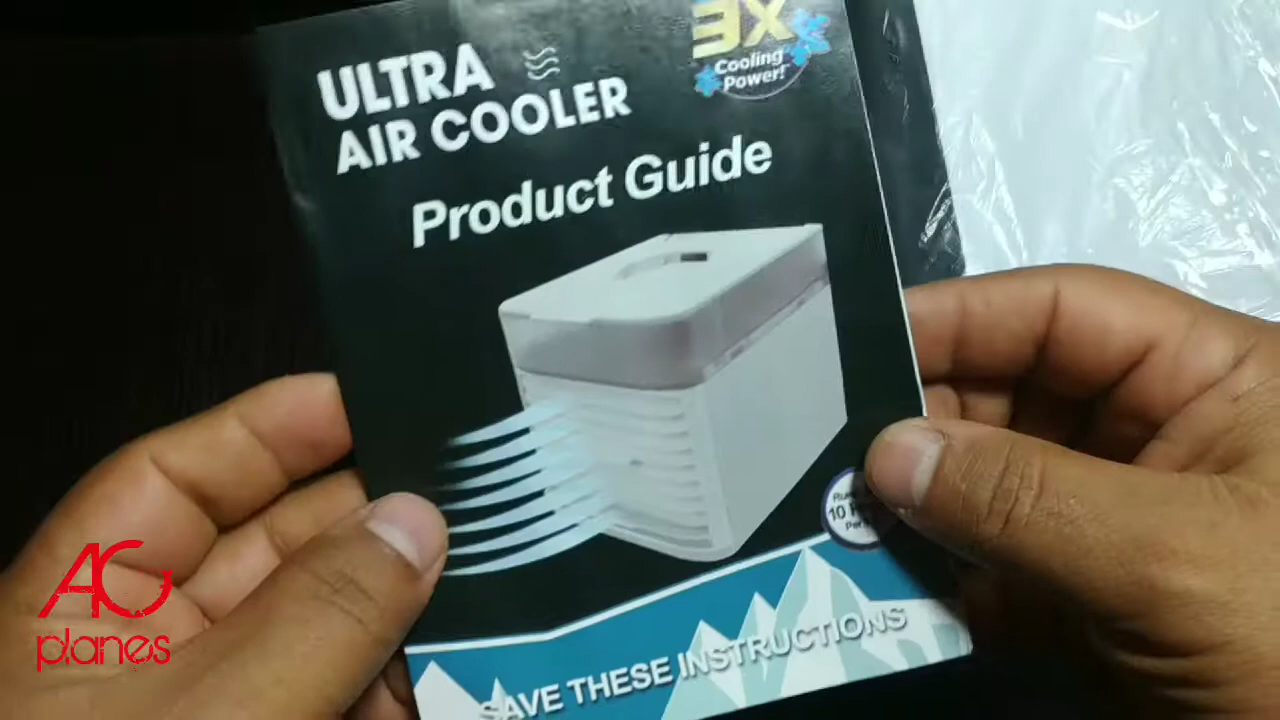 3X
Cooling
Power!
ULTRA
AIR COOLER
Product Guide
10
SAVE THESE INSTRUCTIONS
AC
planes